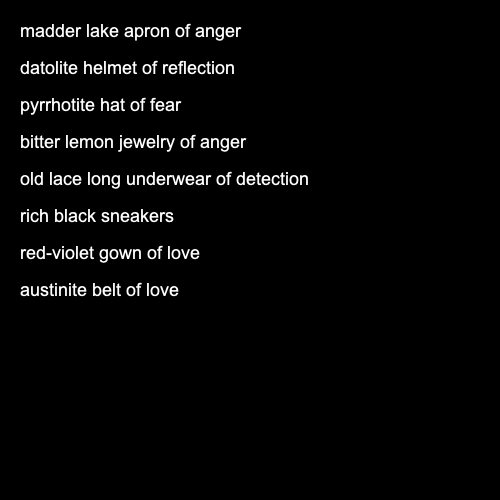 madder lake apron of anger
datolite helmet of reflection
pyrrhotite hat of fear
bitter lemon jewelry of anger
old lace long underwear of detection
rich black sneakers
red-violet gown of love
austinite belt of love